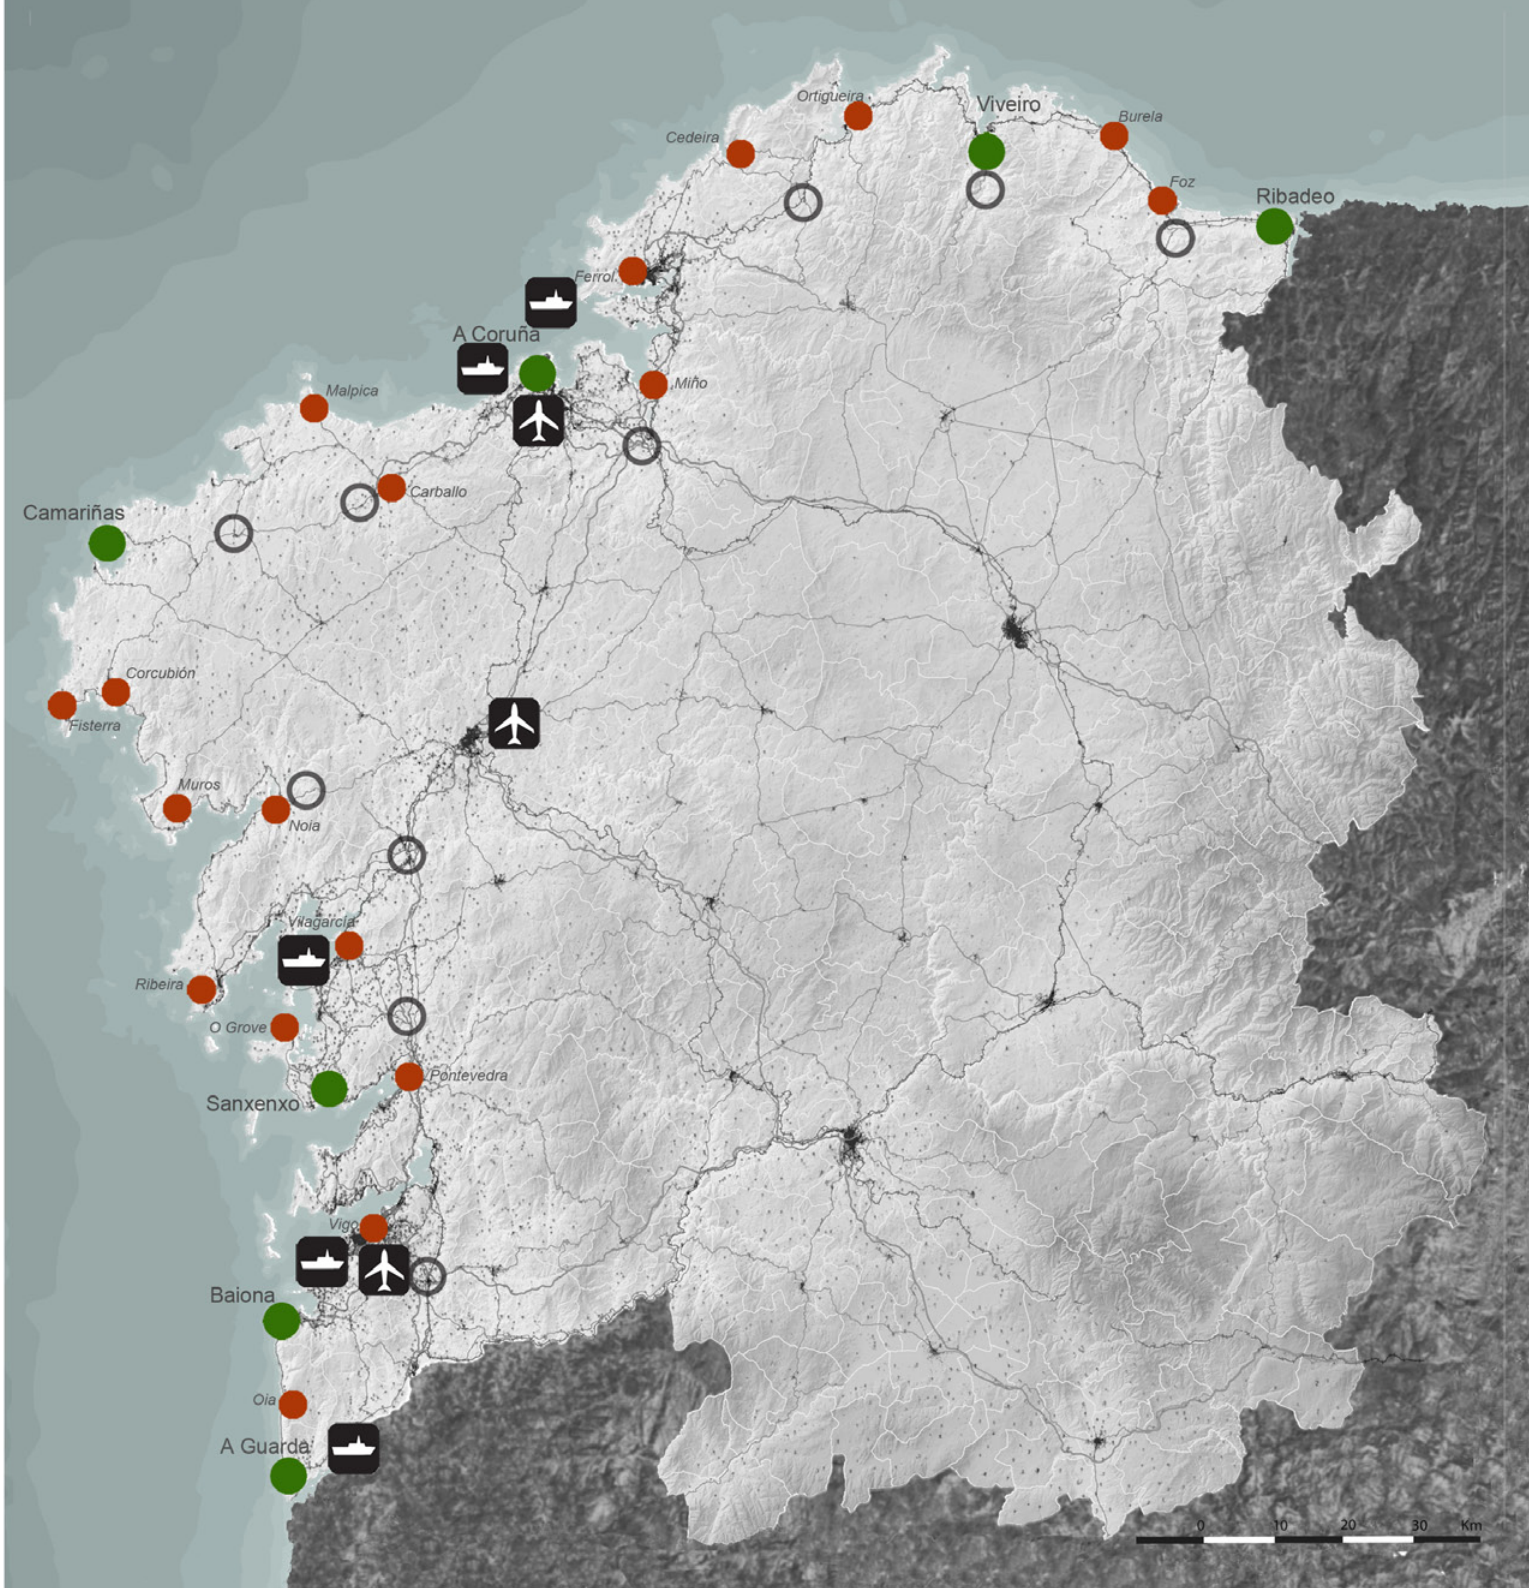 Ortigueira
Viveiro
Burela
Cedeira
Foz
Ribadeo
Ferrol
A Coruña
Miño
Malpica
Carballo
Camariñas
Corcubión
Fisterra
Muros
Noia
Vilagarcía
Ribeira
O Grove
Pontevedra
Sanxenxo
Vigo
Baiona
Oia
A Guarda
0 10 20 30 Km